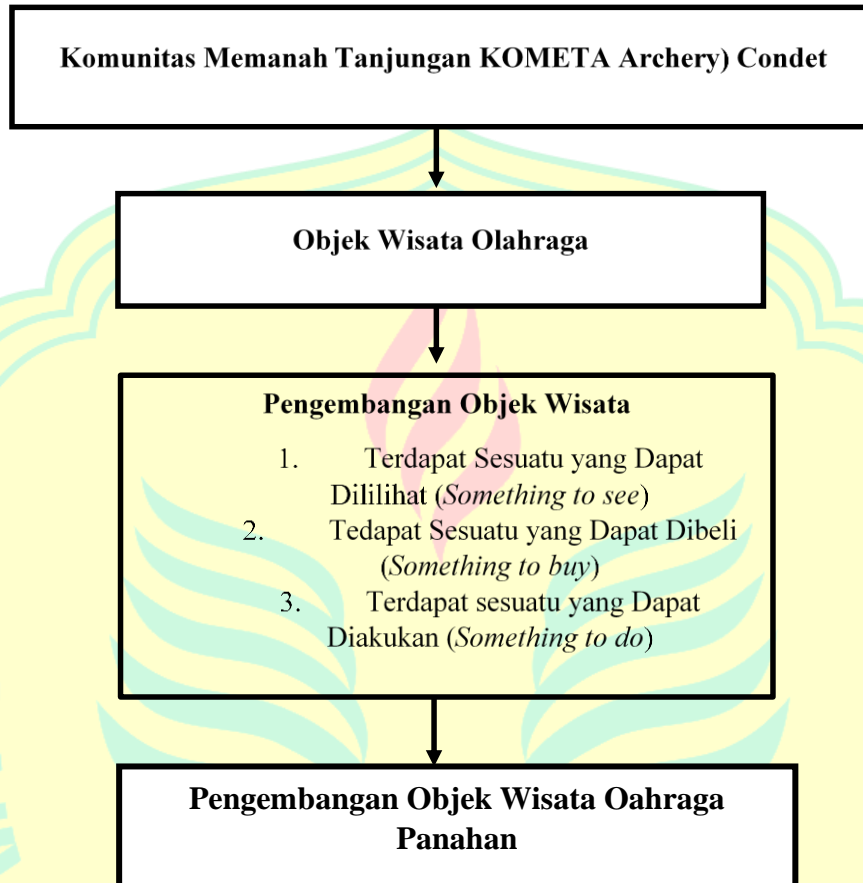 Komunitas Memanah Tanjungan KOMETA Archery) Condet
Objek Wisata Olahraga
Pengembangan Objek Wisata
1. Terdapat Sesuatu yang Dapat
Dililihat (Something to see)
2. Tedapat Sesuatu yang Dapat Dibeli
(Something to buy)
3. Terdapat sesuatu yang Dapat
Diakukan (Something to do)
Pengembangan Objek Wisata Oahraga
Panahan